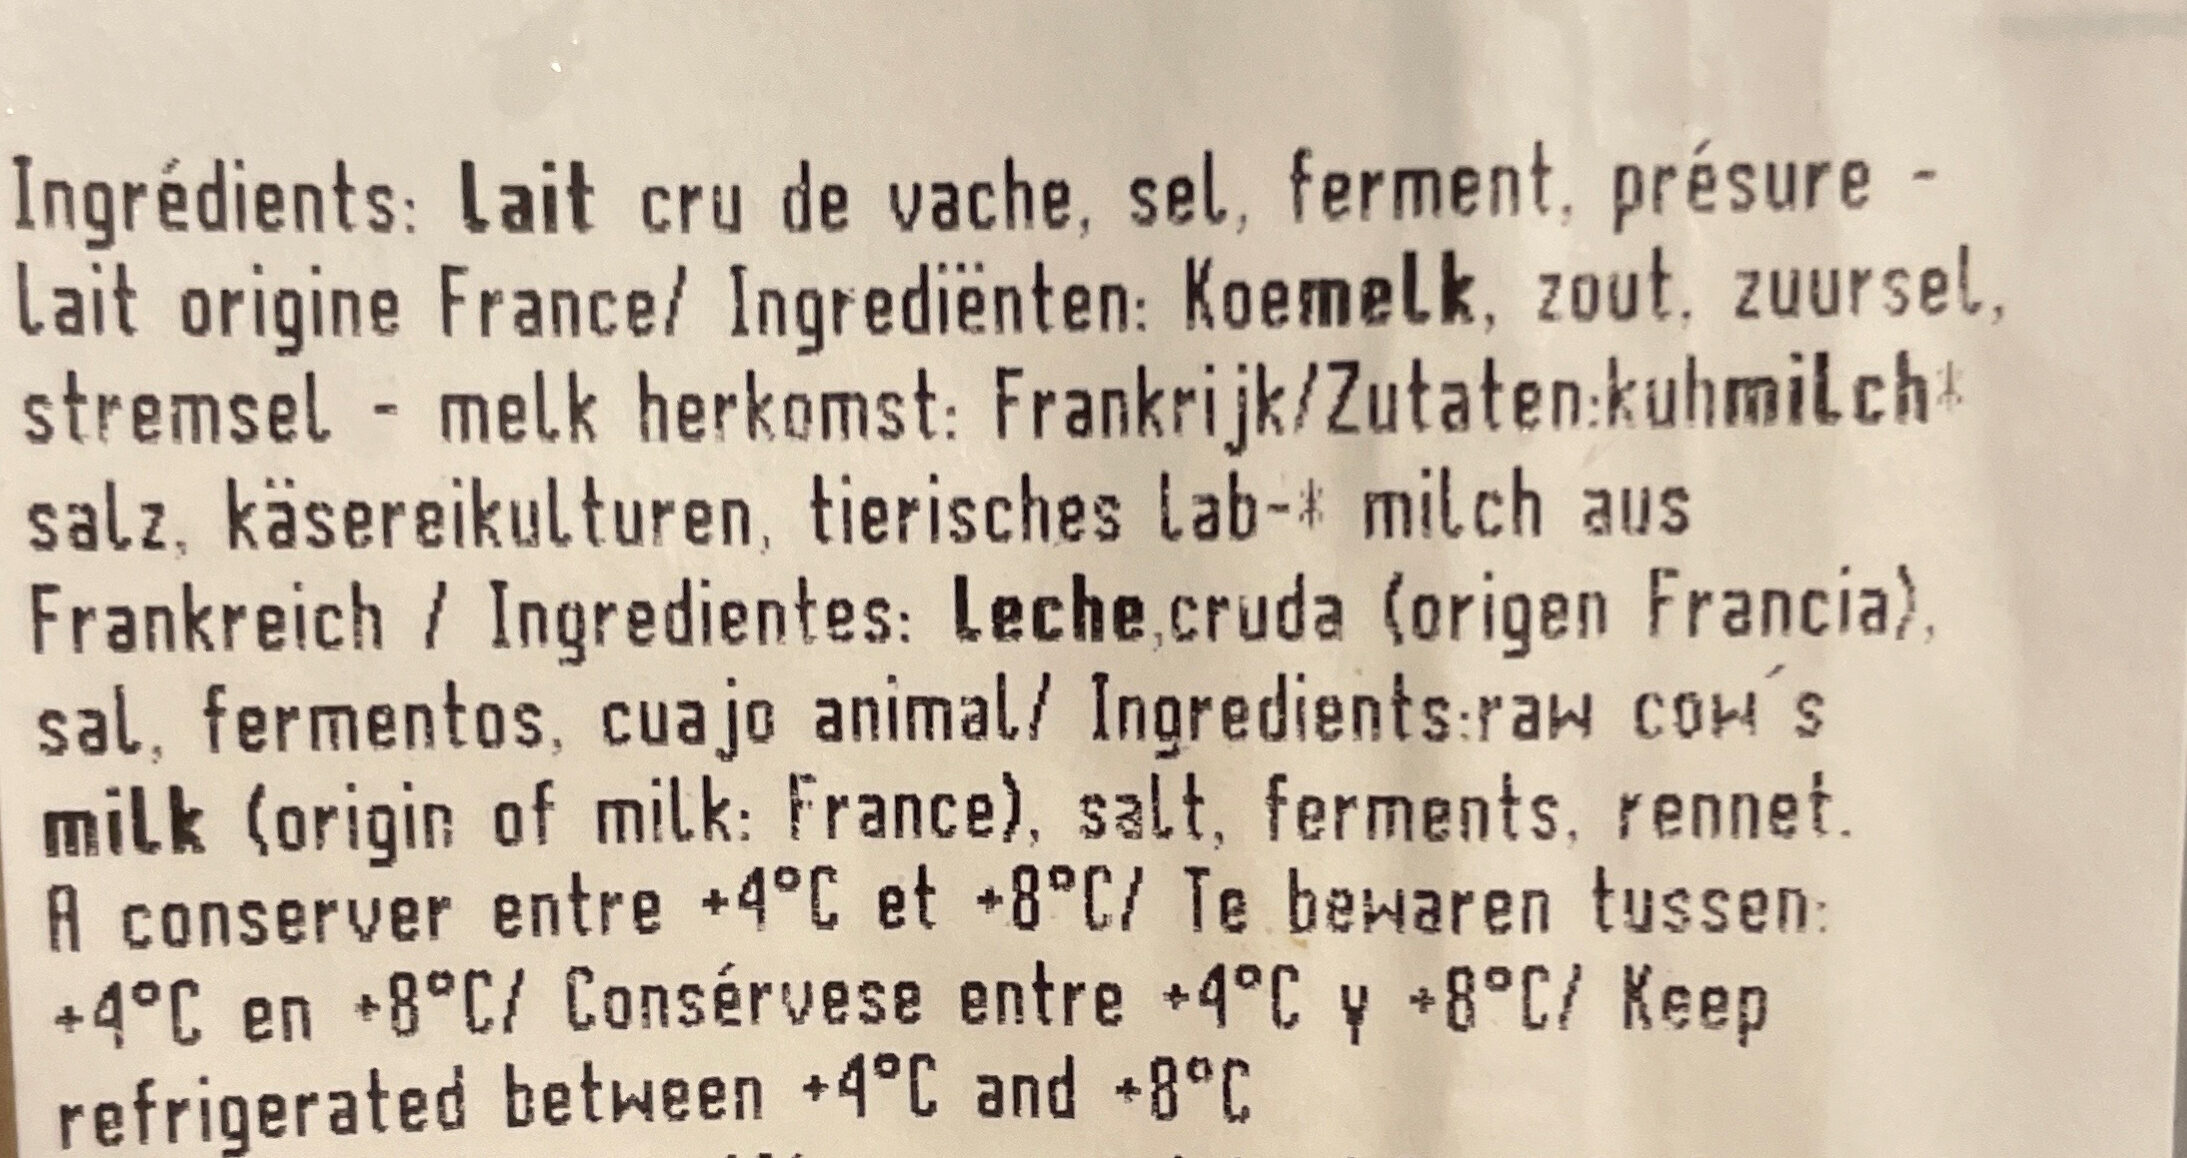 Ingrédients: lait cru de vache, sel, ferment, présure -
lait origine France/ Ingrediënten: Koemelk, zout, zuursel,
stremsel - melk herkomst: Frankrijk/Zutaten:kuhmilch*
salz, käsereikulturen, tierisches lab-* milch aus
Frankreich / Ingredientes: Leche,cruda (origen Francia),
sal, fermentos, cuajo animal/ Ingredients:raw cow´s
milk (origin of milk: France), salt, ferments, rennet.
A conserver entre +4°C et +8°C/ Te bewaren tussen:
+4°C en +8°C/ Consérvese entre +4°C y +8°C/ Keep
refrigerated between +4°C and +8°C